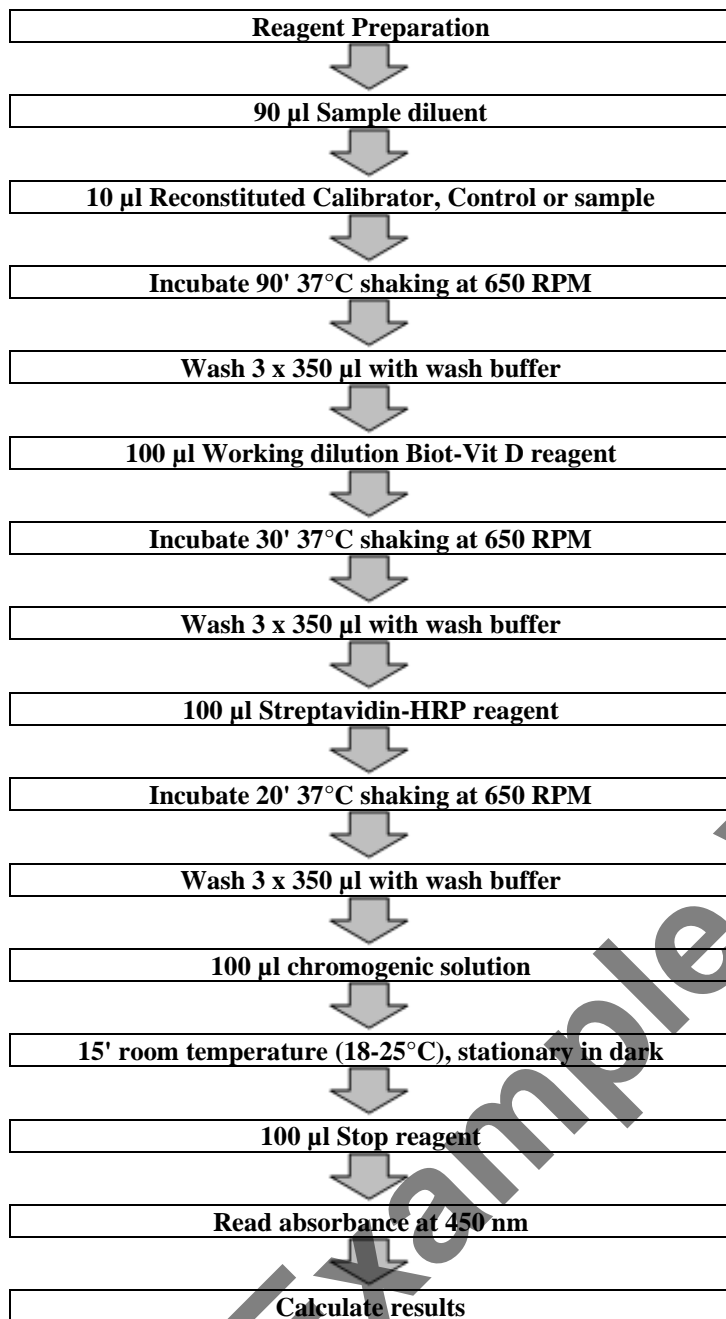 Reagent Preparation
90 µl Sample diluent
10 µl Reconstituted Calibrator, Control or sample
Incubate 90' 37°C shaking at 650 RPM
Wash 3 x 350 µl with wash buffer
100 µl Working dilution Biot-Vit D reagent
Incubate 30' 37°C shaking at 650 RPM
Wash 3 x 350 µl with wash buffer
100 µl Streptavidin-HRP reagent
Incubate 20' 37°C shaking at 650 RPM
Wash 3 x 350 µl with wash buffer
100 µl chromogenic solution
15' room temperature (18-25°C), stationary in dark
100 µl Stop reagent
Read absorbance at 450 nm
Calculate results
Example